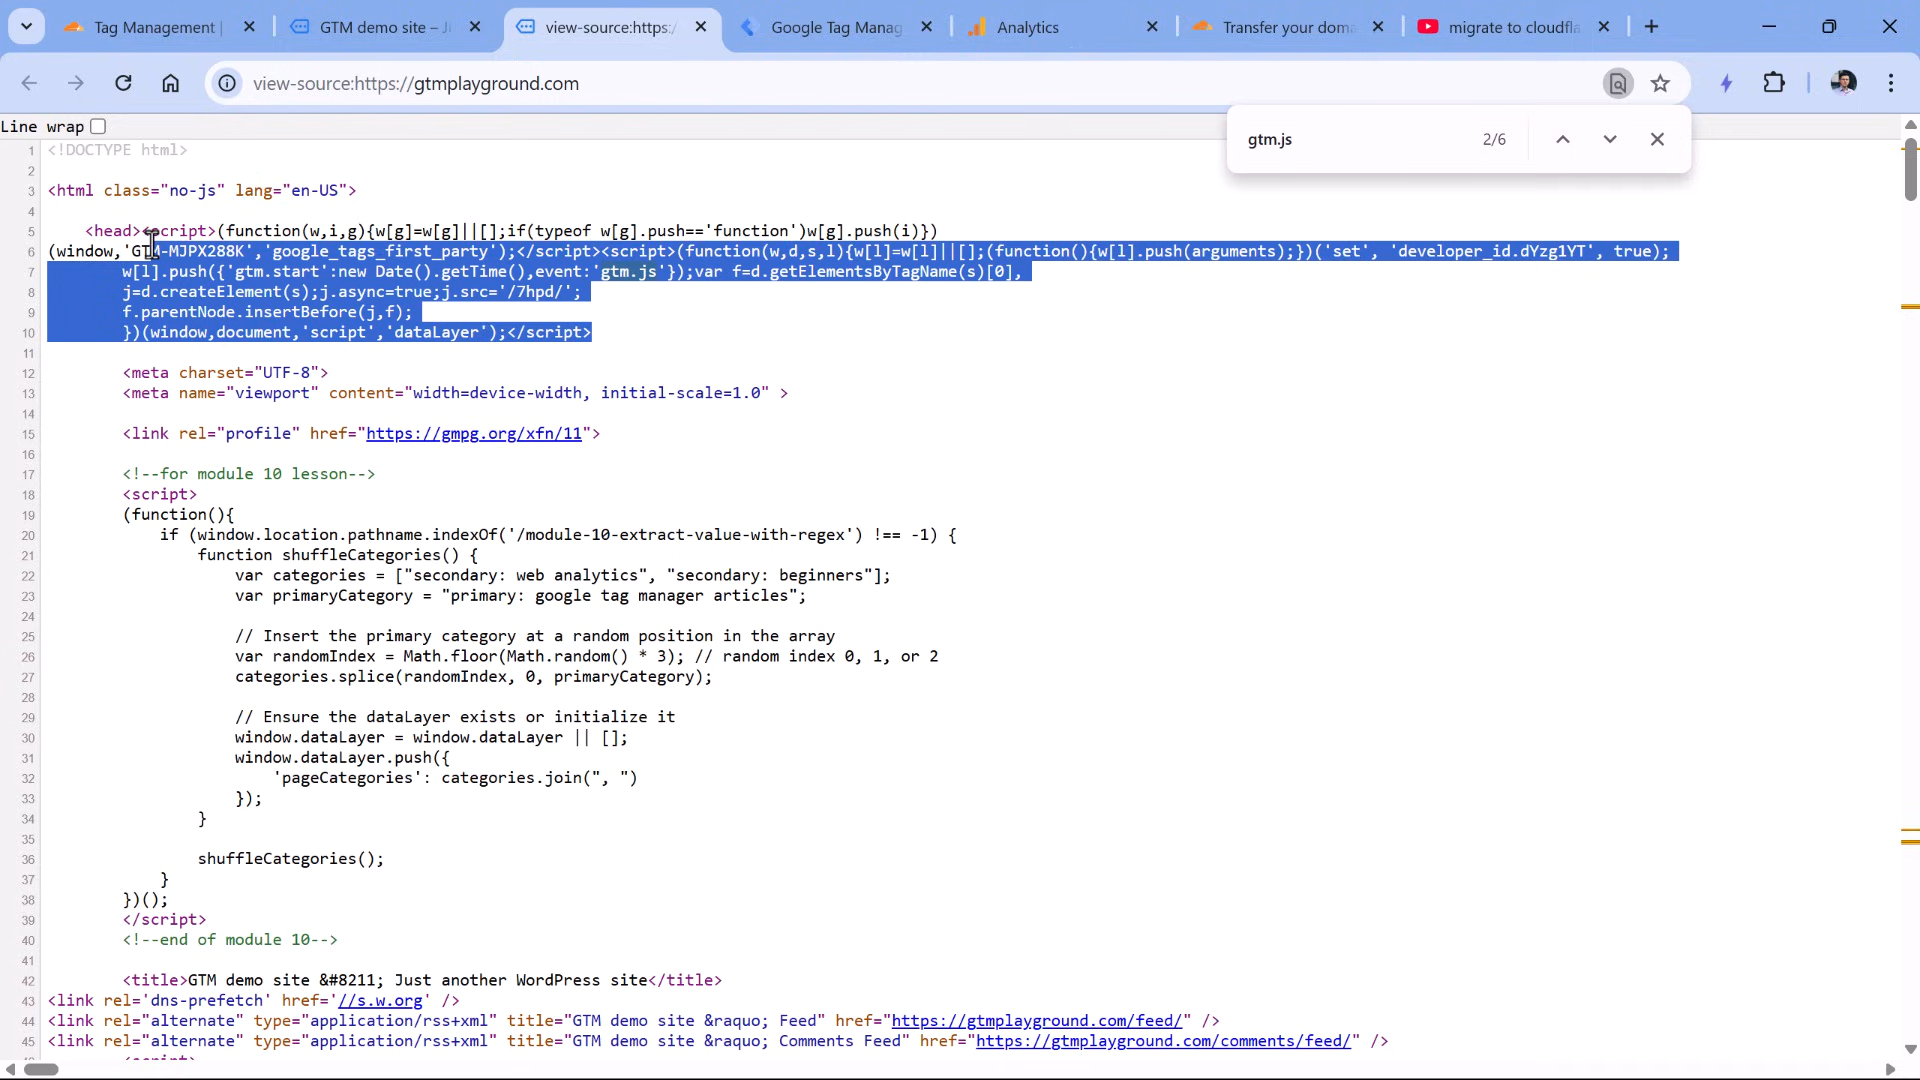 Tag Management |
GTM demo site – J
view-source:https:/
Google Tag Manag
Analytics
Transfer your doma
migrate to cloudfla
view-source:https://gtmplayground.com
Line wrap
gtm.js
2/6
1 <!DOCTYPE html>
2
3 <html class="no-js" lang="en-US">
4
5 <head><script>(function(w,i,g){w[g]=w[g]||[];if(typeof w[g].push=='function')w[g].push(i)})
6 (window,'GTM-MJPX288K','google_tags_first_party');</script><script>(function(w,d,s,l){w[l]=w[l]||[];(function(){w[l].push(arguments);})('set', 'developer_id.dYzg1YT', true);
7 w[l].push({'gtm.start':new Date().getTime(),event:'gtm.js'});var f=d.getElementsByTagName(s)[0],
8 j=d.createElement(s);j.async=true;j.src='/7hpd/';
9 f.parentNode.insertBefore(j,f);
10 })(window,document,'script','dataLayer');</script>
11
12 <meta charset="UTF-8">
13 <meta name="viewport" content="width=device-width, initial-scale=1.0" >
14
15 <link rel="profile" href="https://gmpg.org/xfn/11">
16
17 <!--for module 10 lesson-->
18 <script>
19 (function(){
20 if (window.location.pathname.indexOf('/module-10-extract-value-with-regex') !== -1) {
21 function shuffleCategories() {
22 var categories = ["secondary: web analytics", "secondary: beginners"];
23 var primaryCategory = "primary: google tag manager articles";
24
25 // Insert the primary category at a random position in the array
26 var randomIndex = Math.floor(Math.random() * 3); // random index 0, 1, or 2
27 categories.splice(randomIndex, 0, primaryCategory);
28
29 // Ensure the dataLayer exists or initialize it
30 window.dataLayer = window.dataLayer || [];
31 window.dataLayer.push({
32 'pageCategories': categories.join(", ")
33 });
34 }
35
36 shuffleCategories();
37 }
38 })();
39 </script>
40 <!--end of module 10-->
41
42 <title>GTM demo site &#8211; Just another WordPress site</title>
43 <link rel='dns-prefetch' href='//s.w.org' />
44 <link rel="alternate" type="application/rss+xml" title="GTM demo site &raquo; Feed" href="https://gtmplayground.com/feed/" />
45 <link rel="alternate" type="application/rss+xml" title="GTM demo site &raquo; Comments Feed" href="https://gtmplayground.com/comments/feed/" />